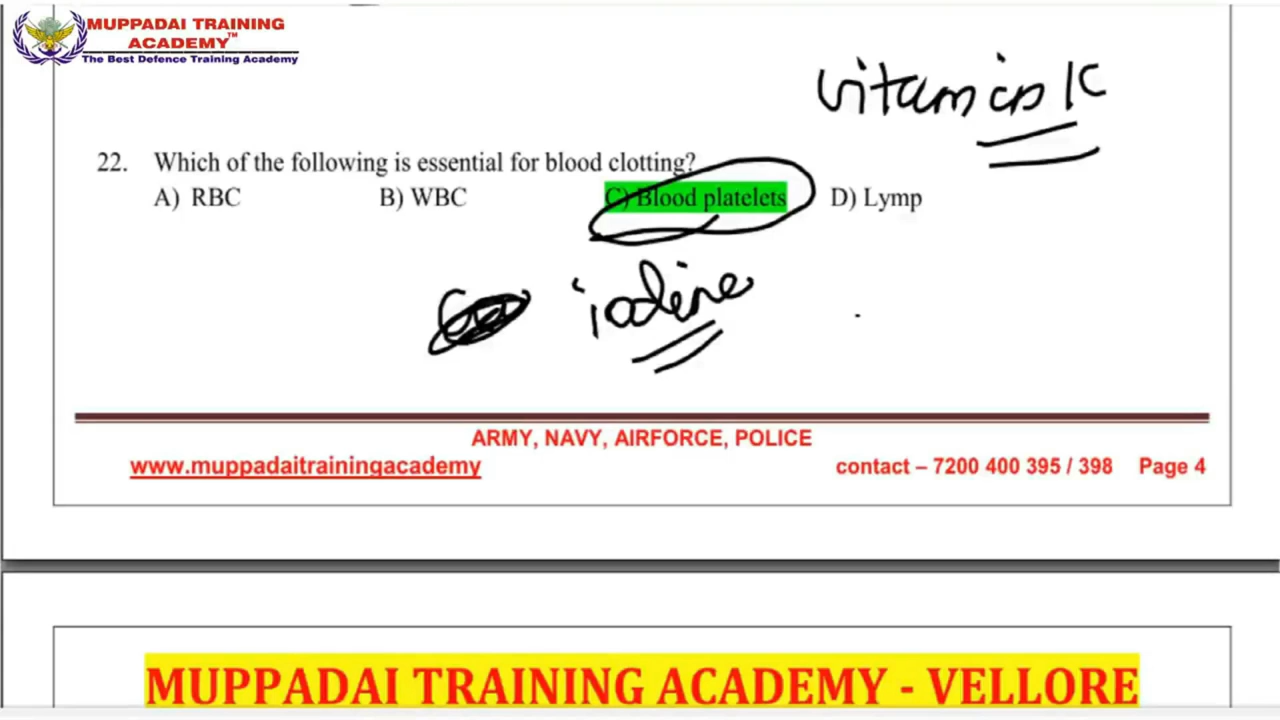 MUPPADAI TRAINING
ACADEMY™
The Best Defence Training Academy
vitamin K
22. Which of the following is essential for blood clotting?
A) RBC B) WBC C) Blood platelets D) Lymp
iodine
ARMY, NAVY, AIRFORCE, POLICE
www.muppadaitrainingacademy contact – 7200 400 395 / 398 Page 4
MUPPADAI TRAINING ACADEMY - VELLORE